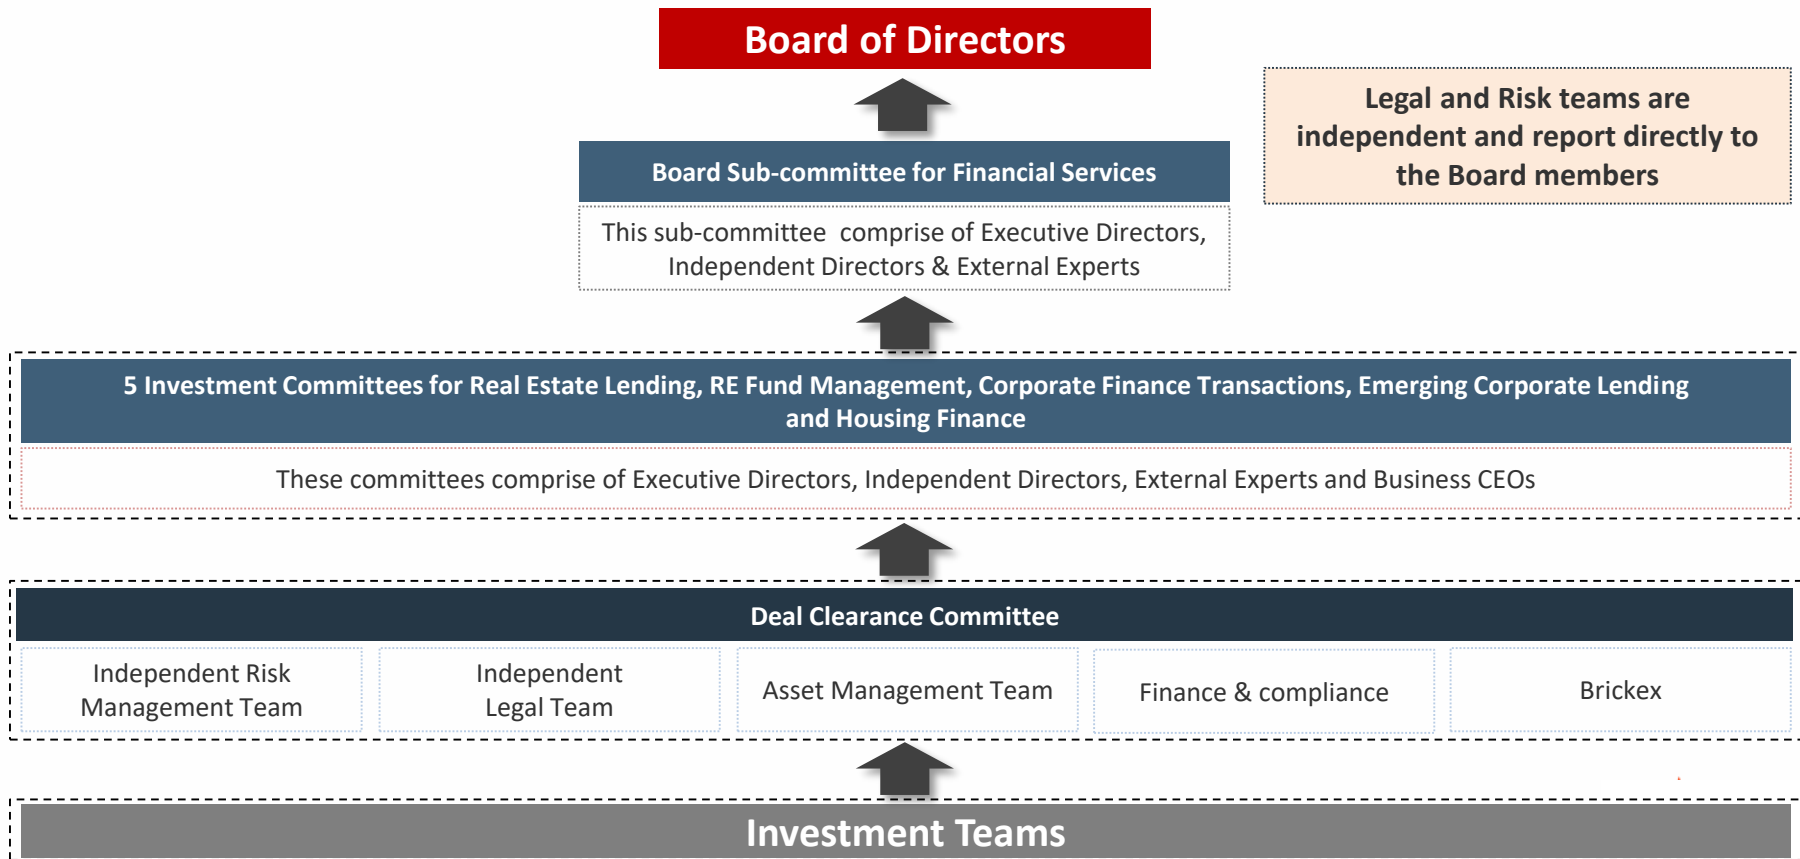 Board of Directors
Legal and Risk teams are
independent and report directly to
the Board members
Board Sub-committee for Financial Services
This sub-committee comprise of Executive Directors,
Independent Directors & External Experts
5 Investment Committees for Real Estate Lending, RE Fund Management, Corporate Finance Transactions, Emerging Corporate Lending
and Housing Finance
These committees comprise of Executive Directors, Independent Directors, External Experts and Business CEOs
Deal Clearance Committee
Independent Risk
Management Team
Independent
Legal Team
Asset Management Team
Finance & compliance
Brickex
Investment Teams